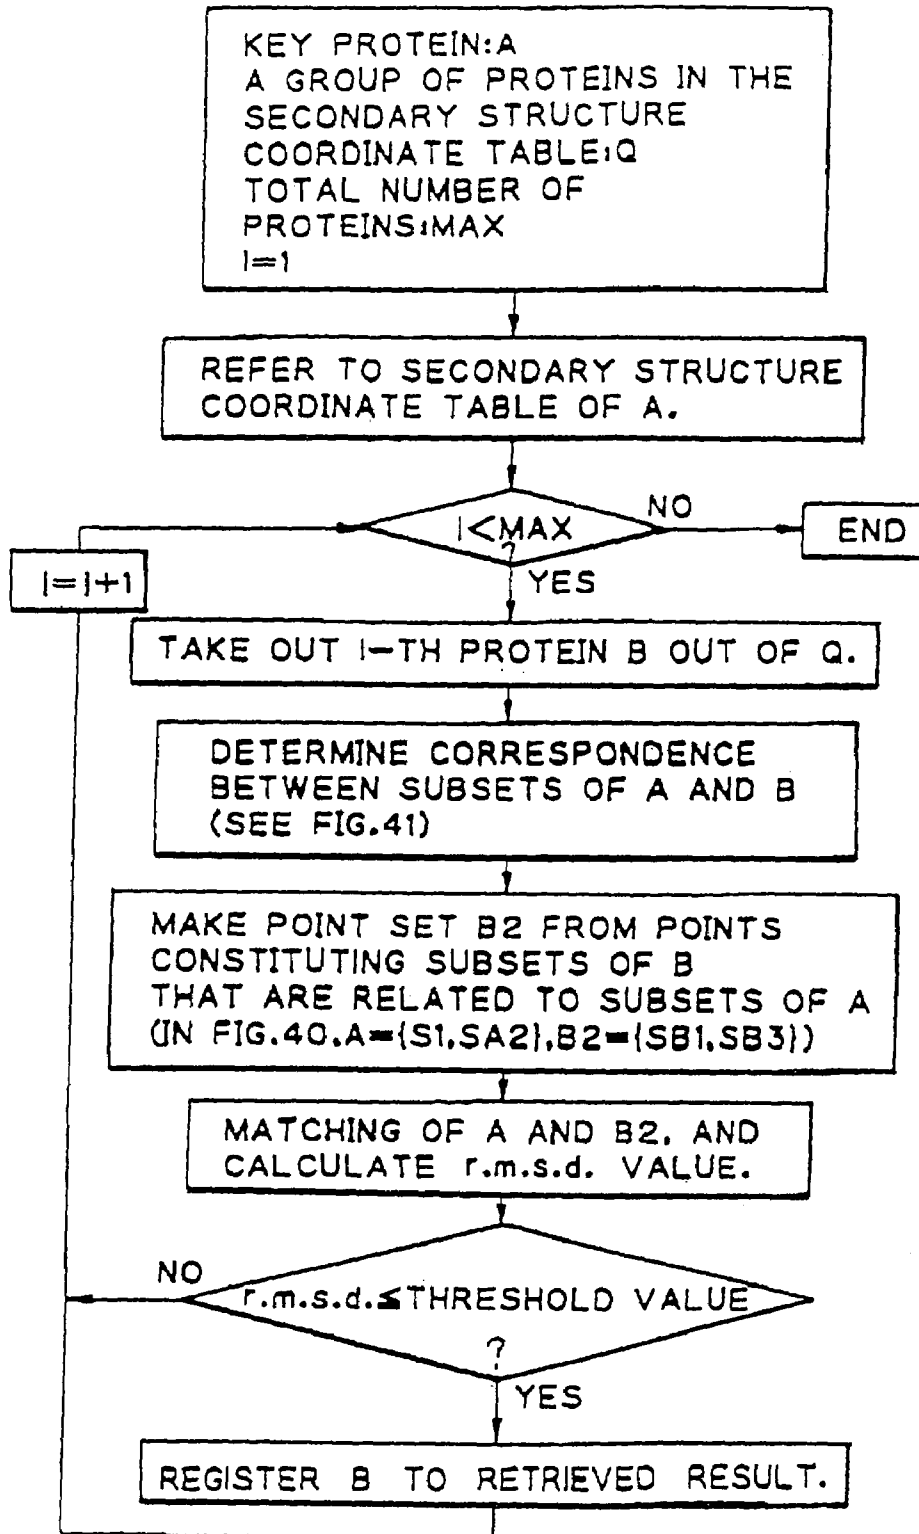 KEY PROTEIN:A
A GROUP OF PROTEINS IN THE
SECONDARY STRUCTURE
COORDINATE TABLE:Q
TOTAL NUMBER OF
PROTEINS:MAX
I=1
REFER TO SECONDARY STRUCTURE
COORDINATE TABLE OF A.
I<MAX
?
NO
END
YES
I=I+1
TAKE OUT I-TH PROTEIN B OUT OF Q.
DETERMINE CORRESPONDENCE
BETWEEN SUBSETS OF A AND B
(SEE FIG.41)
MAKE POINT SET B2 FROM POINTS
CONSTITUTING SUBSETS OF B
THAT ARE RELATED TO SUBSETS OF A
(IN FIG.40.A={S1,SA2},B2={SB1,SB3})
MATCHING OF A AND B2, AND
CALCULATE r.m.s.d. VALUE.
NO
r.m.s.d.≦THRESHOLD VALUE
?
YES
REGISTER B TO RETRIEVED RESULT.